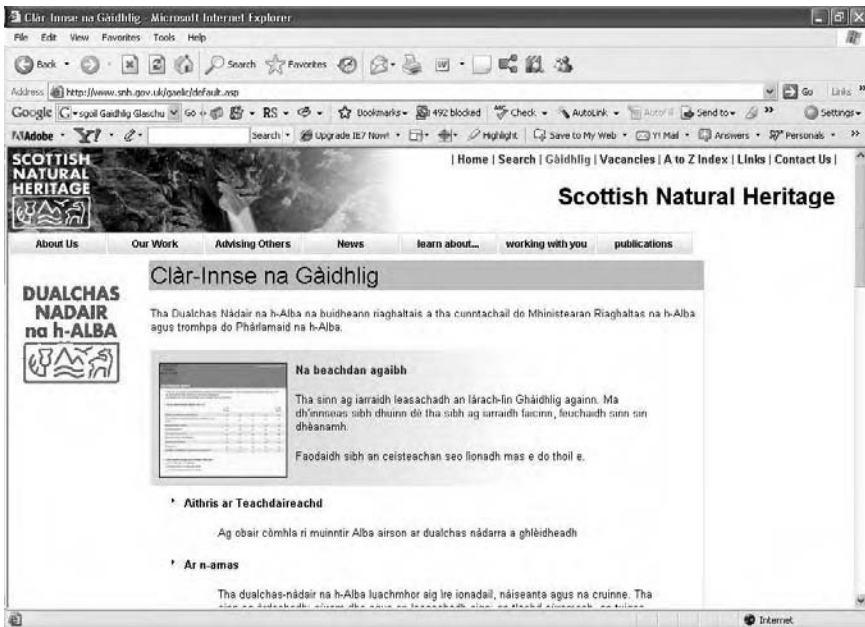 Clàr-Innse na Gàidhlig - Microsoft Internet Explorer
File Edit View Favorites Tools Help
Back Search Favorites
Address http://www.snh.gov.uk/gaelic/default.asp Go Links
Google sgoil Gaidhlig Glaschu Go RS Bookmarks 492 blocked Check AutoLink AutoFill Send to Settings
Adobe Y! Search Upgrade IE7 Now! Highlight Save to My Web Y! Mail Answers Personals
SCOTTISH
NATURAL
HERITAGE
| Home | Search | Gàidhlig | Vacancies | A to Z Index | Links | Contact Us |
Scottish Natural Heritage
About Us Our Work Advising Others News learn about... working with you publications
DUALCHAS
NADAIR
na h-ALBA
Clàr-Innse na Gàidhlig
Tha Dualchas Nàdair na h-Alba na buidheann riaghaltais a tha cunntachail do Mhinistearan Riaghaltas na h-Alba
agus tromhpa do Phàrlamaid na h-Alba.
Na beachdan agaibh
Tha sinn ag iarraidh leasachadh an làrach-lìn Ghàidhlig againn. Ma
dh'innseas sibh dhuinn dè tha sibh ag iarraidh faicinn, feuchaidh sinn sin
dhèanamh.
Faodaidh sibh an ceisteachan seo lìonadh mas e do thoil e.
Aithris ar Teachdaireachd
Ag obair còmhla ri muinntir Alba airson ar dualchas nàdarra a ghlèidheadh
Ar n-amas
Tha dualchas-nàdair na h-Alba luachmhor aig ìre ionadail, nàiseanta agus na cruinne. Tha
Internet